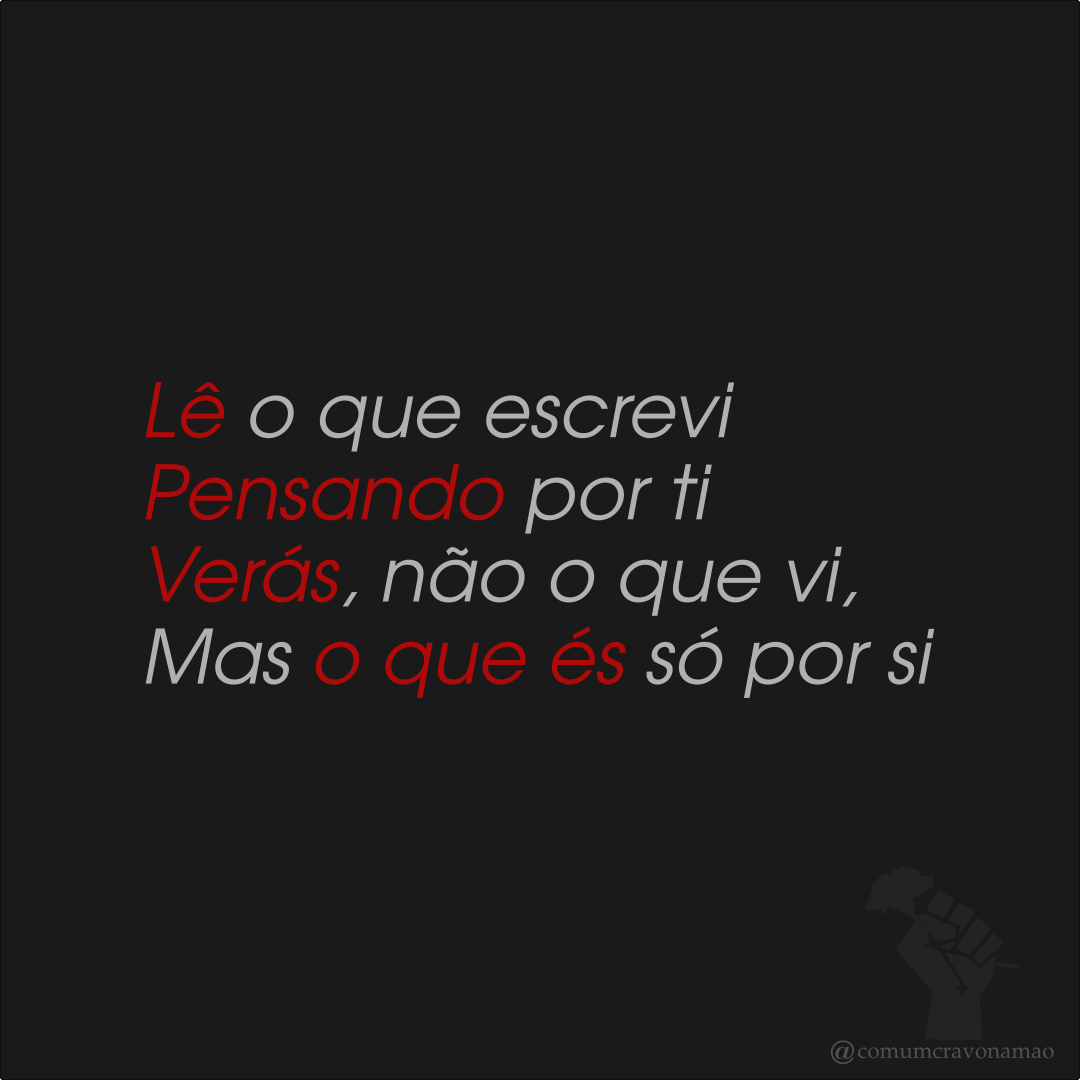 Lê o que escrevi
Pensando por ti
Verás, não o que vi,
Mas o que és só por si
@comumcravonamao